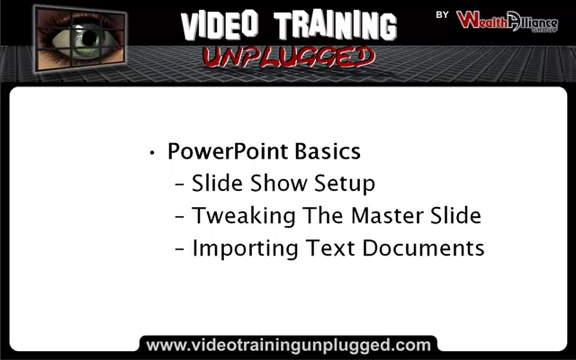 VIDEO TRAINING
UNPLUGGED
BY WealthAlliance
GROUP
• PowerPoint Basics
– Slide Show Setup
– Tweaking The Master Slide
– Importing Text Documents
www.videotrainingunplugged.com